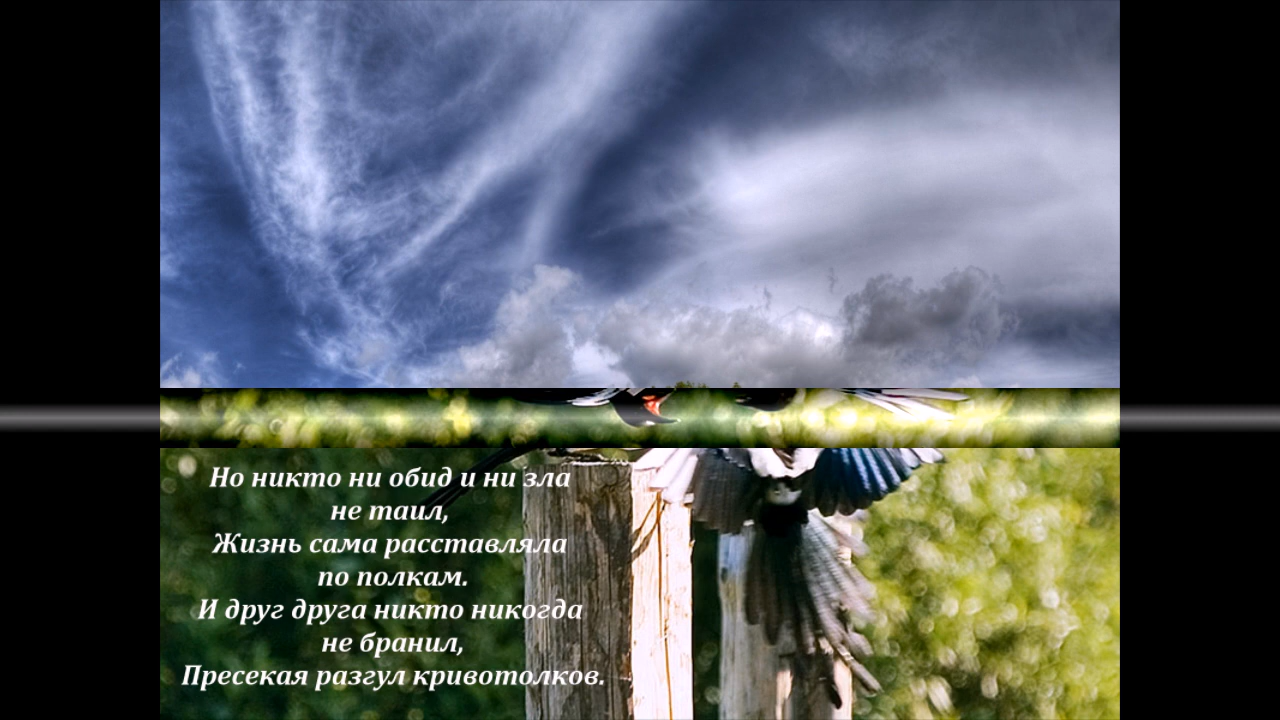 Но никто ни обид и ни зла
не таил,
Жизнь сама расставляла
по полкам.
И друг друга никто никогда
не бранил,
Пресекая разгул кривотолков.